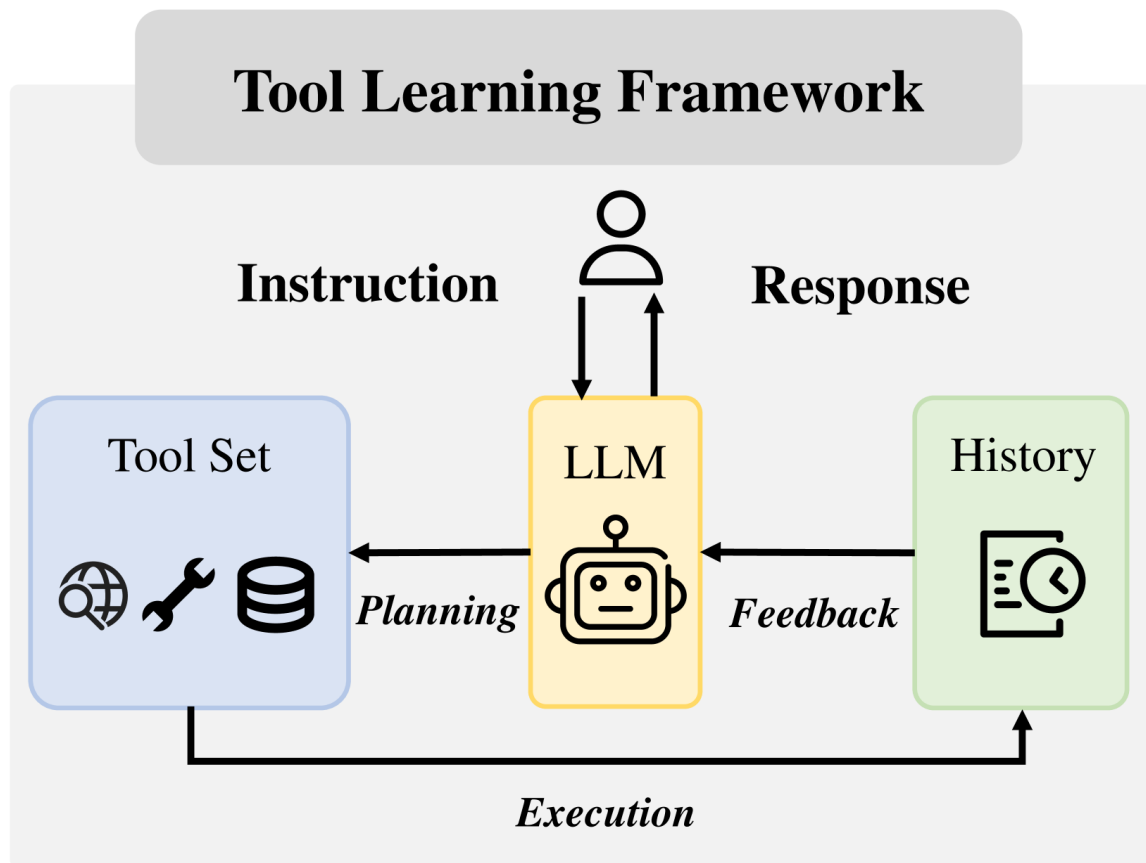 Tool Learning Framework
Instruction
Response
Tool Set
LLM
History
Planning
Feedback
Execution